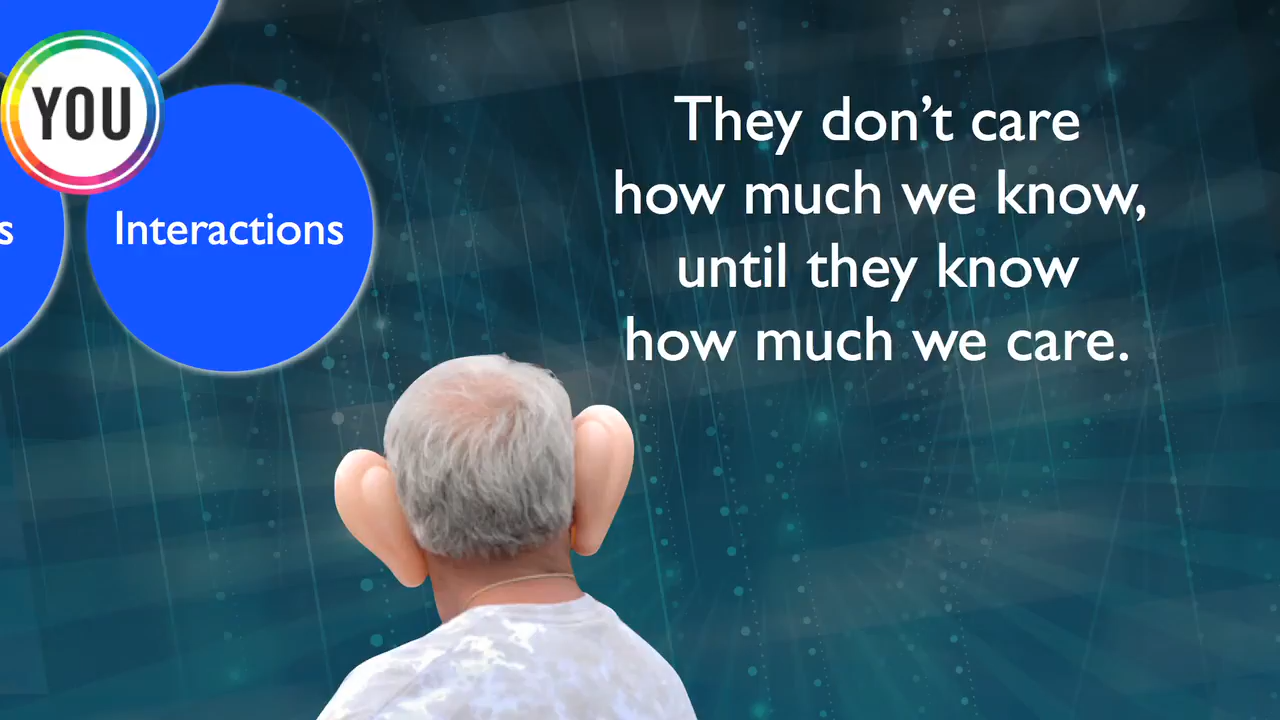 YOU
s
Interactions
They don’t care
how much we know,
until they know
how much we care.